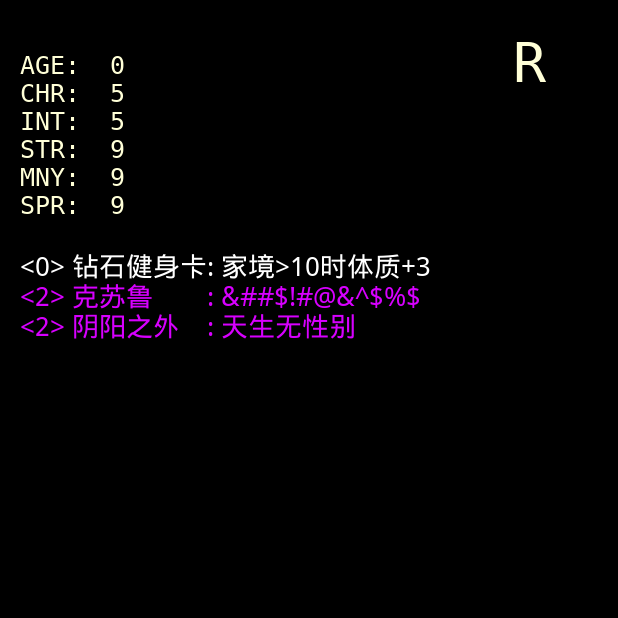 R
AGE: 0
CHR: 5
INT: 5
STR: 9
MNY: 9
SPR: 9
<0> 钻石健身卡: 家境>10时体质+3
<2> 克苏鲁 : &##$!#@&^$%$
<2> 阴阳之外 : 天生无性别